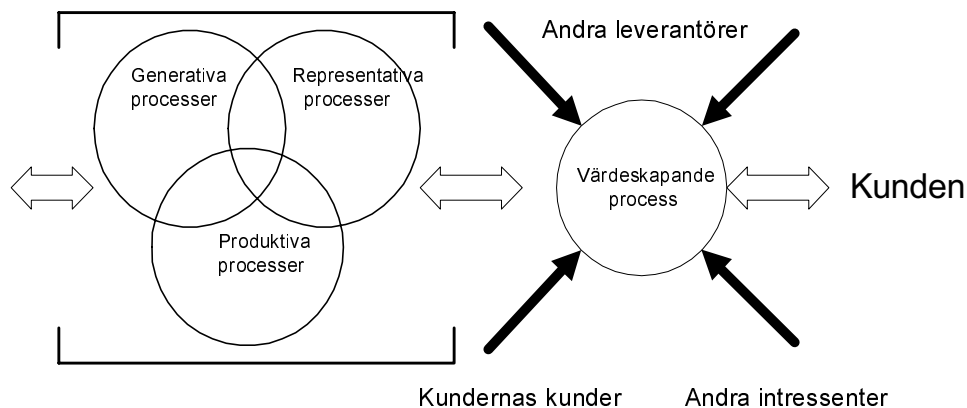 Andra leverantörer
Generativa
processer
Representativa
processer
Värdeskapande
process
Kunden
Produktiva
processer
Kundernas kunder
Andra intressenter